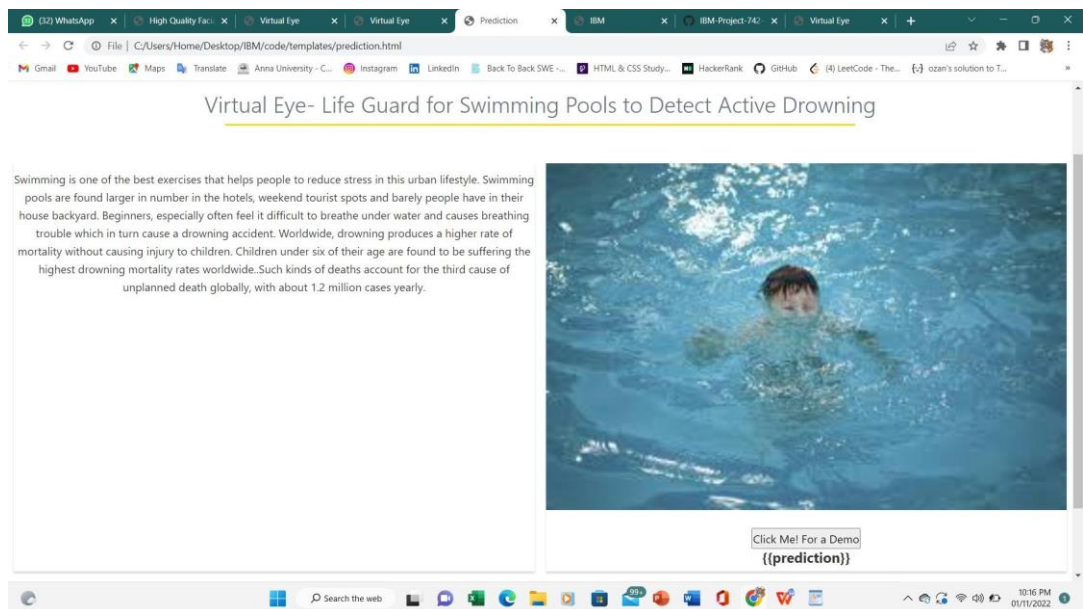 (32) WhatsApp
High Quality Facu
Virtual Eye
Virtual Eye
Prediction
IBM
IBM-Project-742
Virtual Eye
File | C:/Users/Home/Desktop/IBM/code/templates/prediction.html
Gmail
YouTube
Maps
Translate
Anna University - C...
Instagram
LinkedIn
Back To Back SWE -...
HTML & CSS Study...
HackerRank
GitHub
(4) LeetCode - The...
{√} ozan's solution to T...
Virtual Eye- Life Guard for Swimming Pools to Detect Active Drowning
Swimming is one of the best exercises that helps people to reduce stress in this urban lifestyle. Swimming
pools are found larger in number in the hotels, weekend tourist spots and barely people have in their
house backyard. Beginners, especially often feel it difficult to breathe under water and causes breathing
trouble which in turn cause a drowning accident. Worldwide, drowning produces a higher rate of
mortality without causing injury to children. Children under six of their age are found to be suffering the
highest drowning mortality rates worldwide..Such kinds of deaths account for the third cause of
unplanned death globally, with about 1.2 million cases yearly.
Click Me! For a Demo
{{prediction}}
Search the web
99+
10:16 PM
01/11/2022